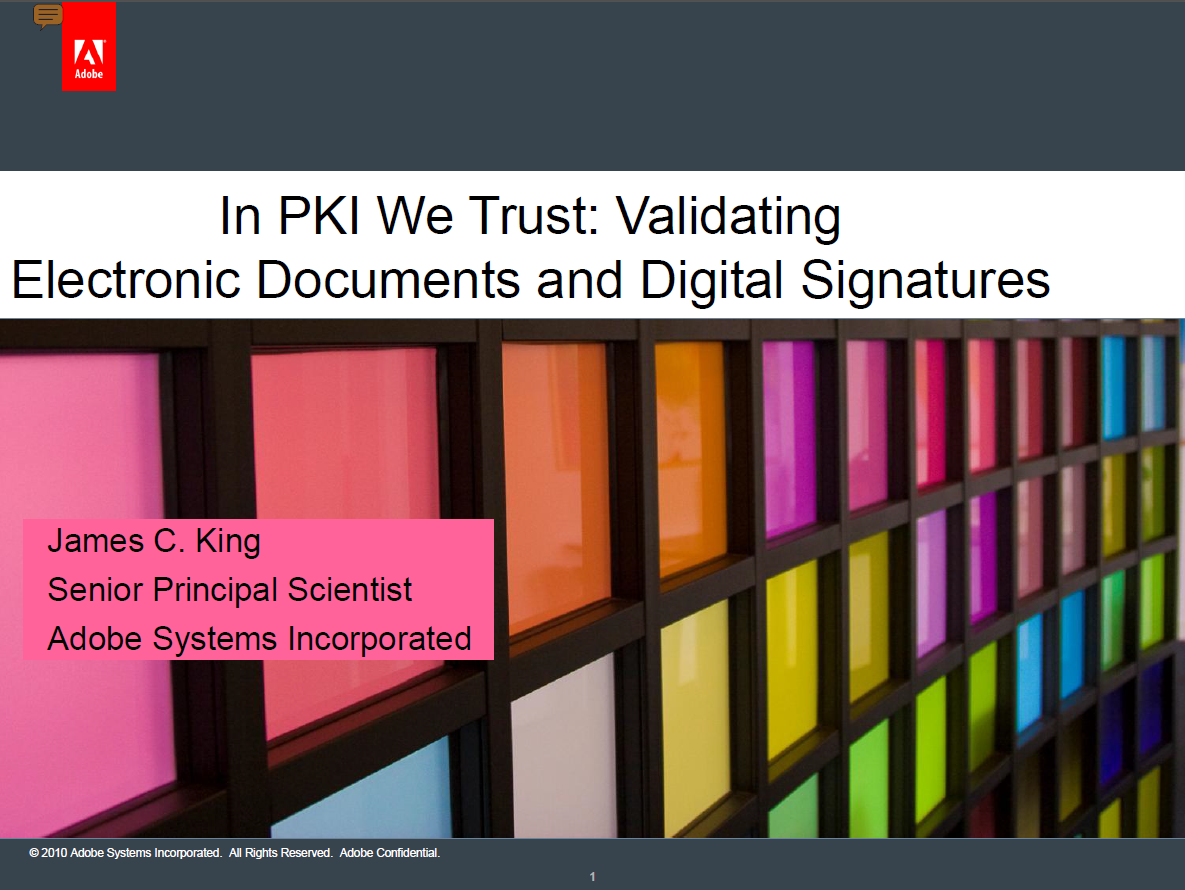 Adobe
In PKI We Trust: Validating
Electronic Documents and Digital Signatures
James C. King
Senior Principal Scientist
Adobe Systems Incorporated
© 2010 Adobe Systems Incorporated. All Rights Reserved. Adobe Confidential.
1